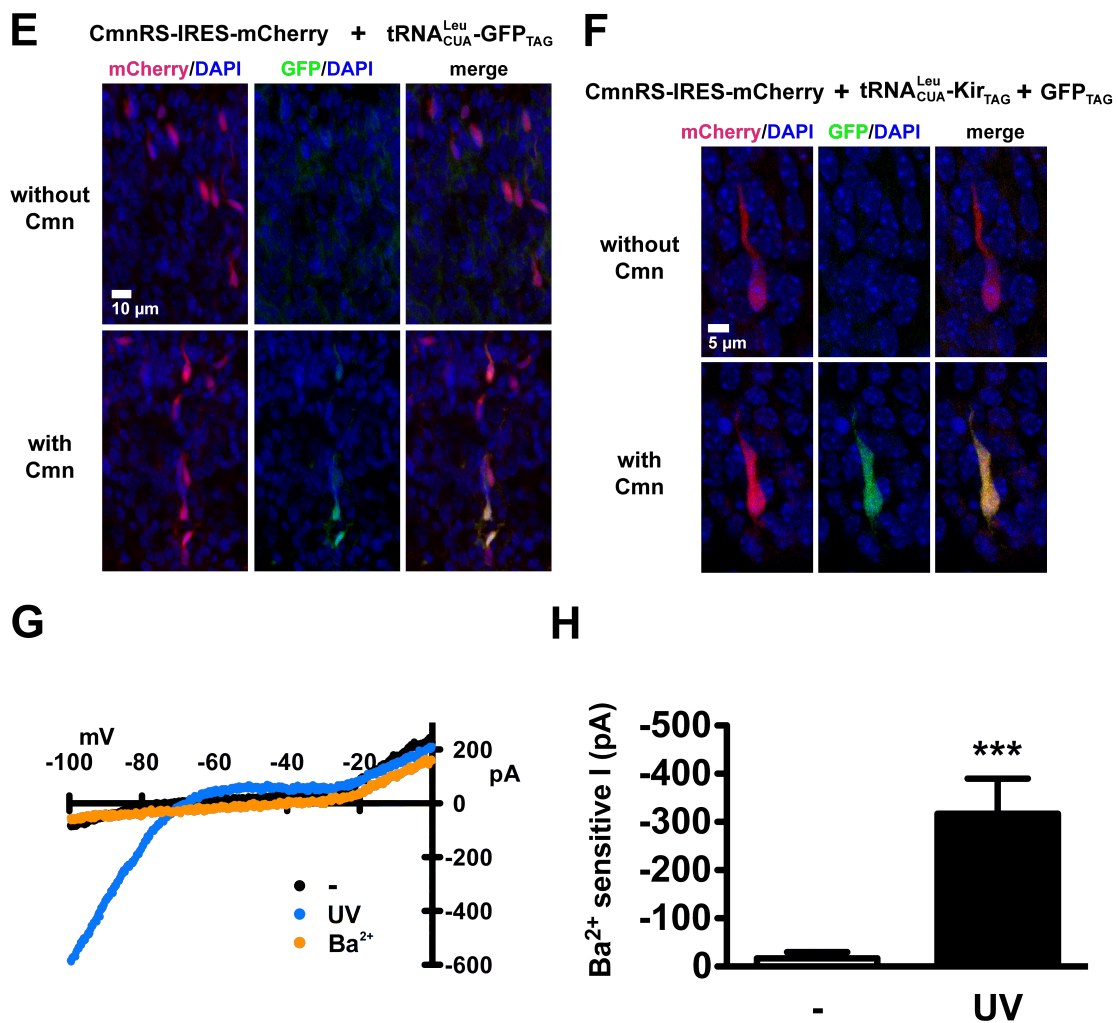 E
CmnRS-IRES-mCherry + tRNA^Leu_CUA-GFP_TAG
mCherry/DAPI GFP/DAPI merge
without Cmn
10 µm
with Cmn
F
CmnRS-IRES-mCherry + tRNA^Leu_CUA-Kir_TAG + GFP_TAG
mCherry/DAPI GFP/DAPI merge
without Cmn
5 µm
with Cmn
G
mV
-100 -80 -60 -40 -20
pA
200
0
-200
-400
-600
-
UV
Ba²⁺
H
Ba²⁺ sensitive I (pA)
-500
-400
-300
-200
-100
0
***
- UV